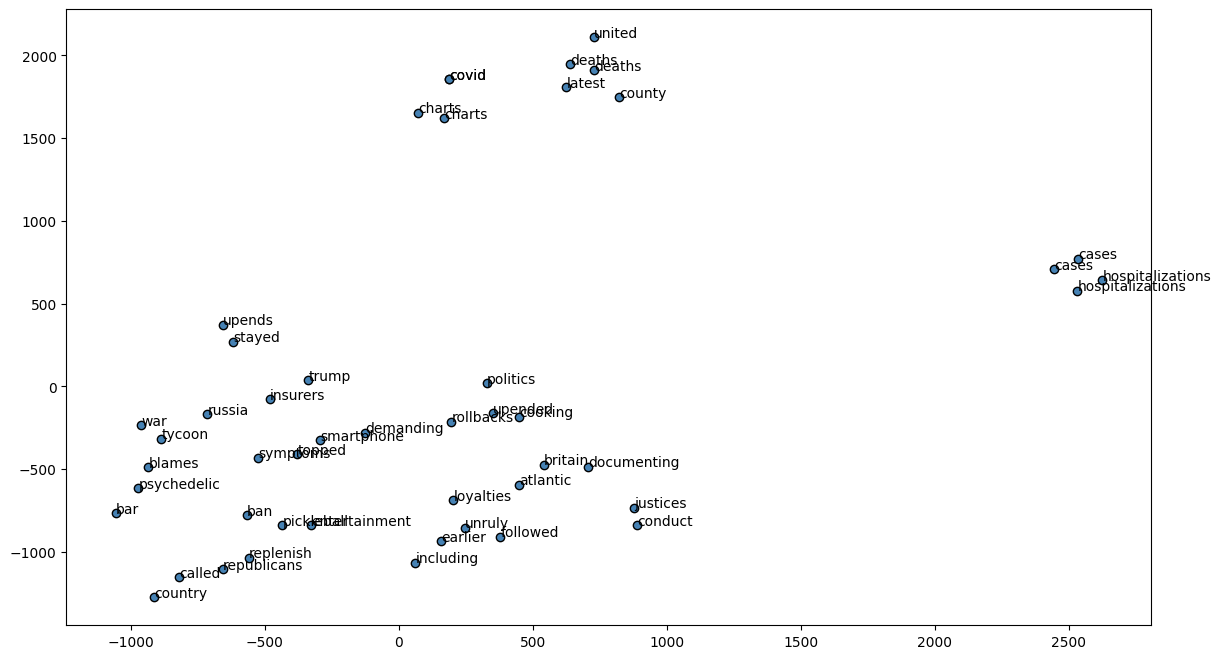 2000
1500
1000
500
0
−500
−1000
united
deaths
deaths
covid
latest
county
charts
charts
cases
cases
hospitalizations
hospitalizations
upends
stayed
trump
politics
insurers
russia
upended
cooking
rollbacks
war
tycoon
demanding
smartphone
topped
symptoms
blames
britain
documenting
psychedelic
atlantic
loyalties
bar
ban
justices
pickleball
entertainment
conduct
unruly
earlier
followed
replenish
including
republicans
called
country
−1000
−500
0
500
1000
1500
2000
2500